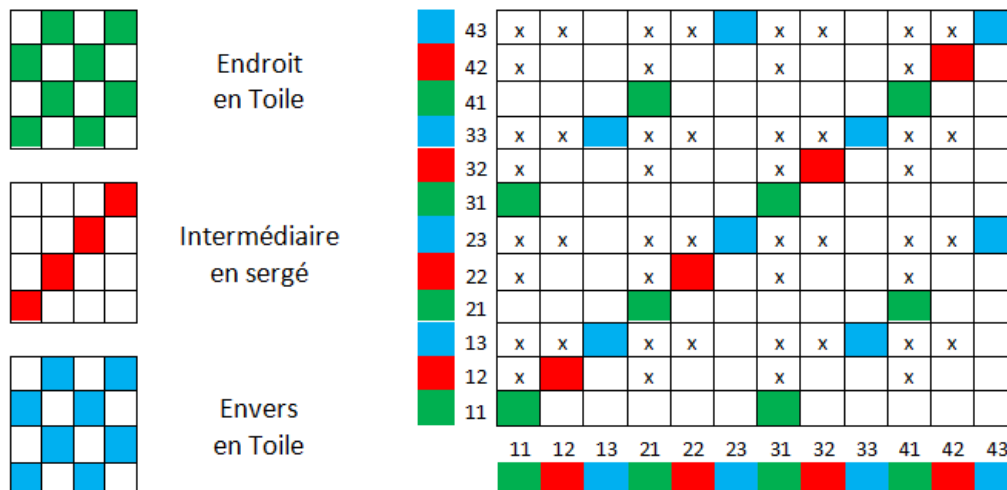 Endroit
en Toile
Intermédiaire
en sergé
Envers
en Toile
43 x x x x x x x x
42 x x x x
41
33 x x x x x x x x
32 x x x x
31
23 x x x x x x x x
22 x x x x
21
13 x x x x x x x x
12 x x x x
11
11 12 13 21 22 23 31 32 33 41 42 43